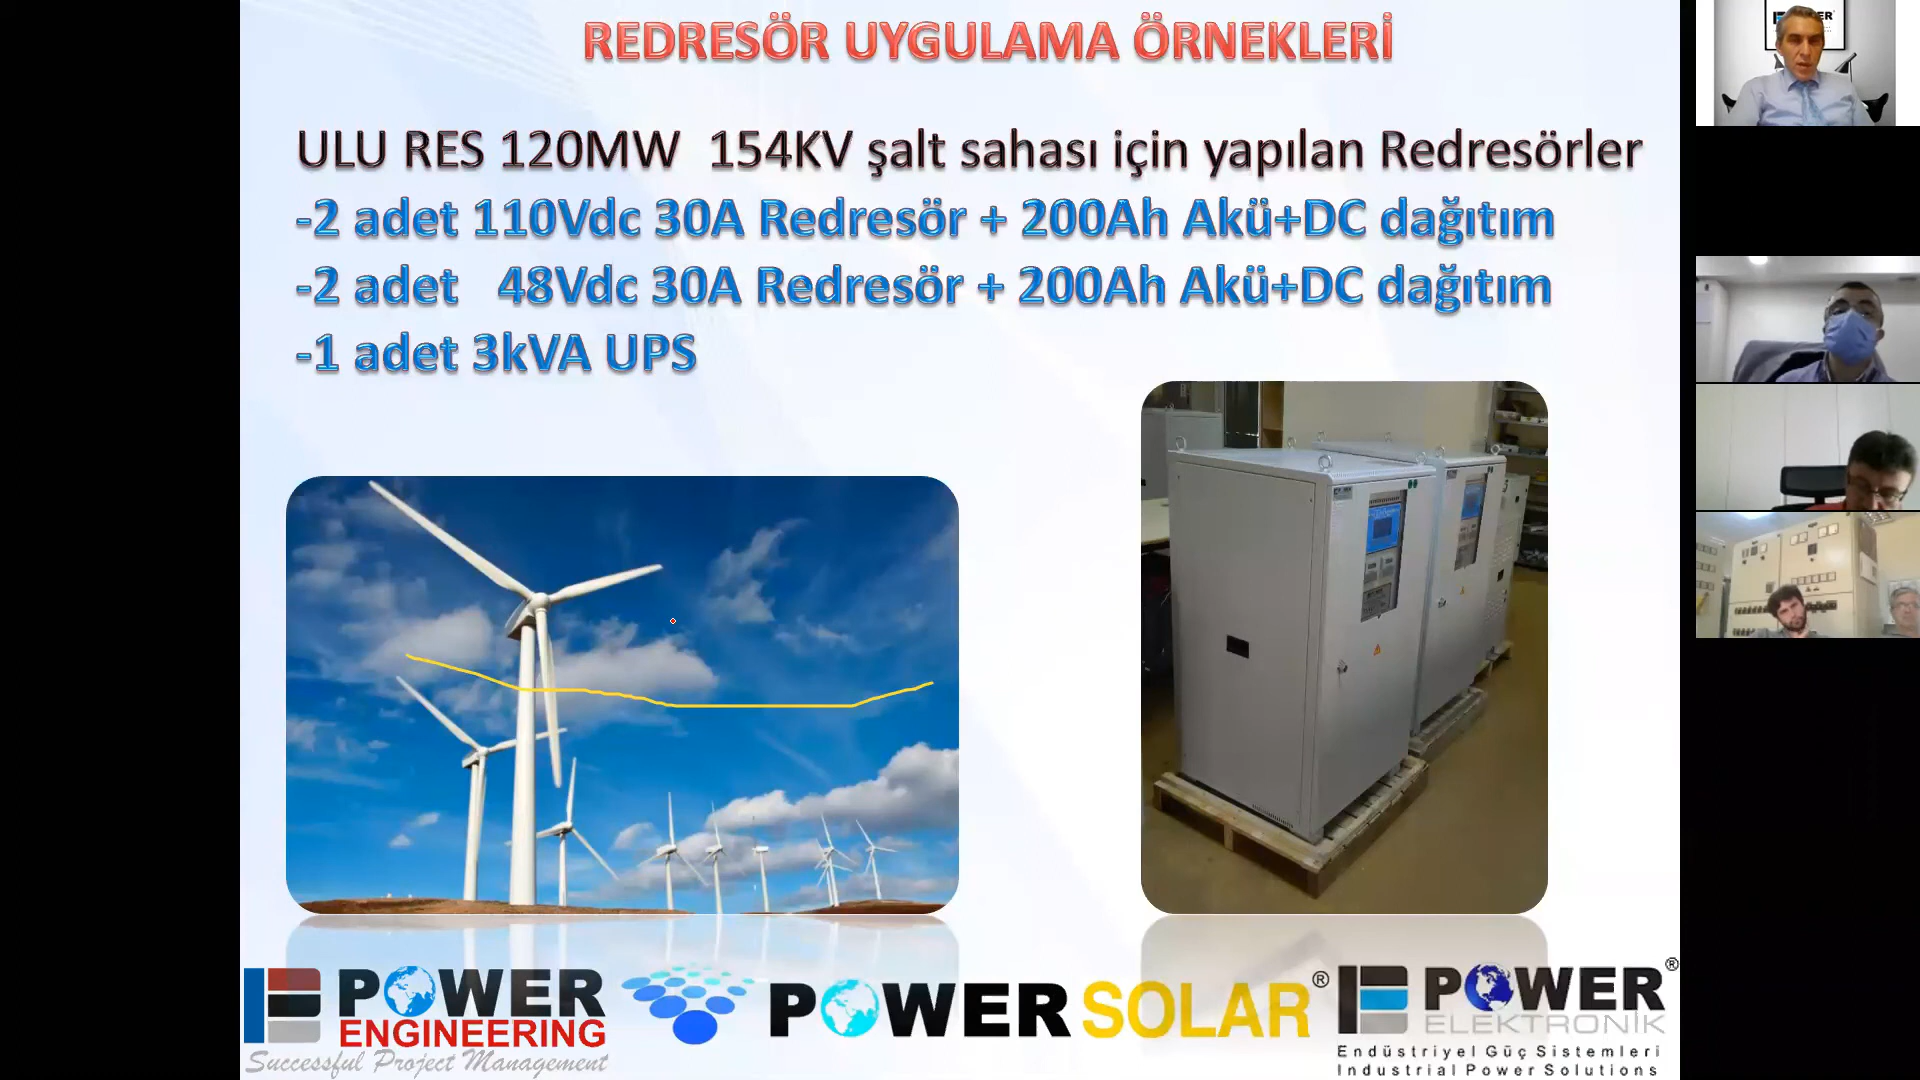 REDRESÖR UYGULAMA ÖRNEKLERİ
ULU RES 120MW 154KV şalt sahası için yapılan Redresörler
-2 adet 110Vdc 30A Redresör + 200Ah Akü+DC dağıtım
-2 adet 48Vdc 30A Redresör + 200Ah Akü+DC dağıtım
-1 adet 3kVA UPS
POWER
ENGINEERING
Successful Project Management
POWER SOLAR®
POWER®
ELEKTRONİK
Endüstriyel Güç Sistemleri
Industrial Power Solutions